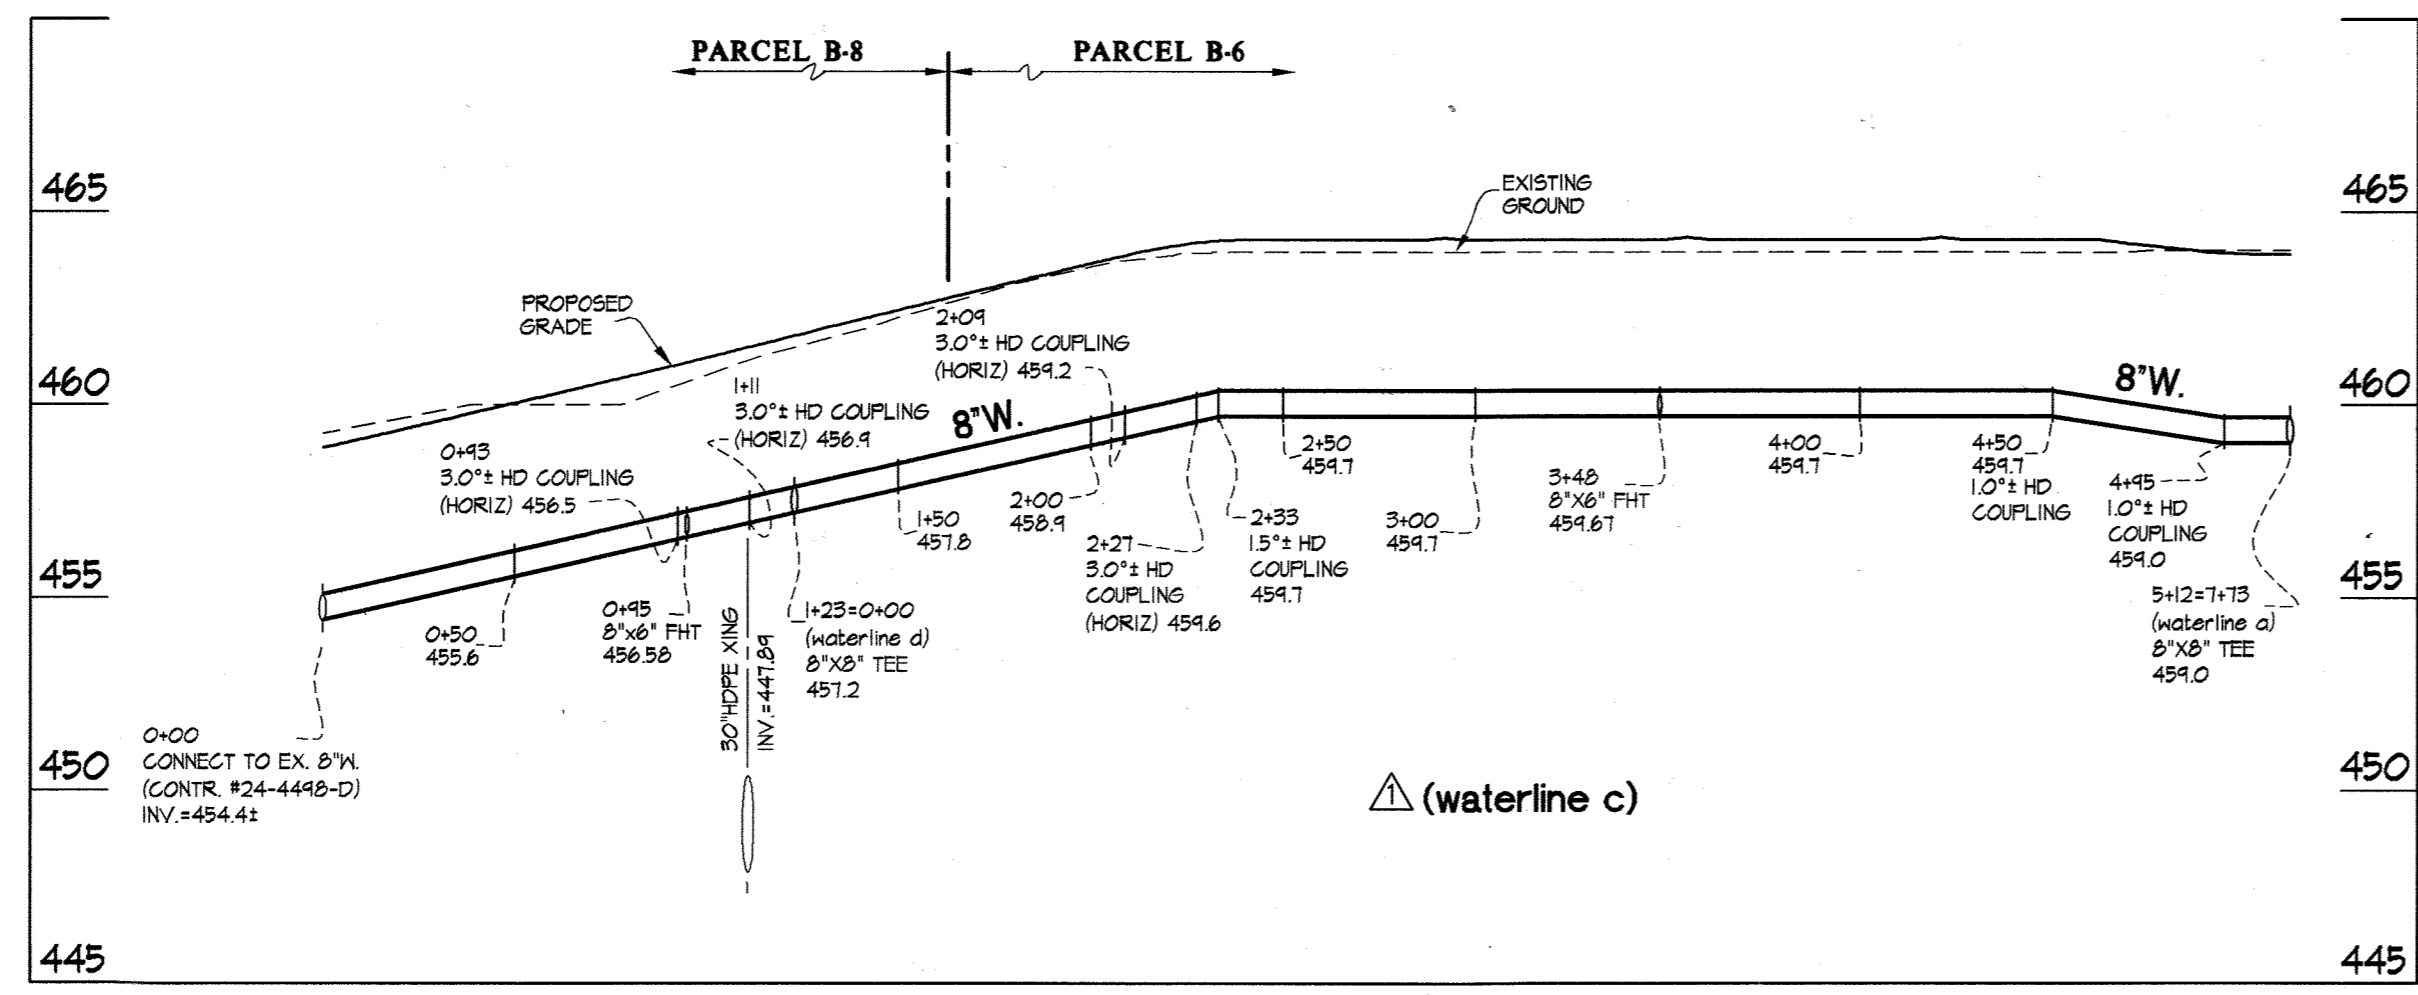 PARCEL B-8
PARCEL B-6
465
465
EXISTING
GROUND
PROPOSED
GRADE
2+09
3.0°± HD COUPLING
(HORIZ) 459.2
460
460
1+11
3.0°± HD COUPLING
(HORIZ) 456.9
8"W.
8"W.
0+93
3.0°± HD COUPLING
(HORIZ) 456.5
2+50
459.7
4+00
459.7
4+50
459.7
1.0°± HD
COUPLING
3+48
8"X6" FHT
459.67
4+95
1.0°± HD
COUPLING
459.0
2+00
458.9
1+50
457.8
3+00
459.7
2+33
1.5°± HD
COUPLING
459.7
2+27
3.0°± HD
COUPLING
(HORIZ) 459.6
455
455
0+50
455.6
0+95
8"x6" FHT
456.58
30"HDPE XING
INV.=447.89
1+23=0+00
(waterline d)
8"X8" TEE
457.2
5+12=7+73
(waterline a)
8"X8" TEE
459.0
450
450
0+00
CONNECT TO EX. 8"W.
(CONTR. #24-4498-D)
INV.=454.4±
1 (waterline c)
445
445